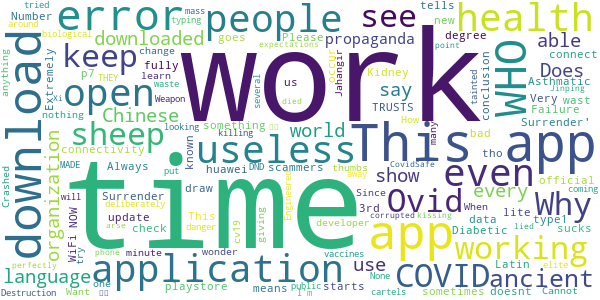 work
time
This app
people
error
health
download
WHO
open
keep
see
downloaded
propaganda
able
Does
Chinese
sheep
useless
even
Ovid
Why
app
working
application
COVID
ancient
language
organization
say
world
something
every
use
means
starts
data
Latin
sometimes
doesnt
Cannot
Number
tried
around
biological
typing
mass
expectations
change
Extremely
anything
p7
THEY
fully
learn
waste
nothing
connectivity
Always
Surrender
update
check
This
danger
cv19
WiFi NOW
try
will
MADE
Crashed
Xi
point
Weapon
several
died
us
killing
known
looking
huawei
DND
scammers
put
draw
deliberately
Engineered
minute
wonder
vaccines
playstore
giving
developer
public
phone
perfectly
one
Want
Destruction
arse
goes
Please
tells
new
degree
occur
Kidney
Jahangir
TRUSTS
thumbs
away
show
Since
When
3rd
corrupted
kissing
None
cartels
lied
elite
lite
type1
Diabetic
sucks
official
coming
bad
tho
many
How
CovidSafe
tainted
conclusion
connect
Asthmatic
Jinping
Very
wast
Failure
Surrender'